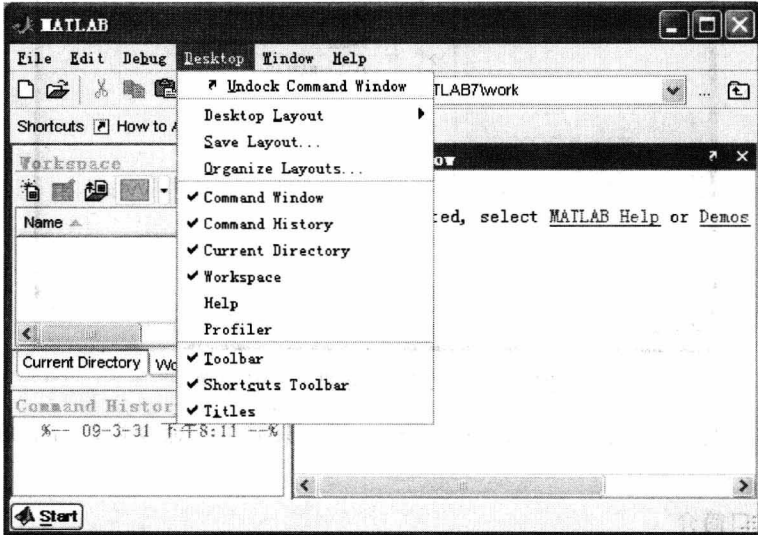 MATLAB
File Edit Debug Desktop Window Help
Undock Command Window
TLAB7\work
...
Shortcuts How to
Desktop Layout
Save Layout...
Organize Layouts...
Workspace
Command Window
ed, select MATLAB Help or Demos
Name
Command History
Current Directory
Workspace
Help
Profiler
Current Directory
Toolbar
Shortcuts Toolbar
Titles
Command Histor
%-- 09-3-31 下午8:11 --%
Start